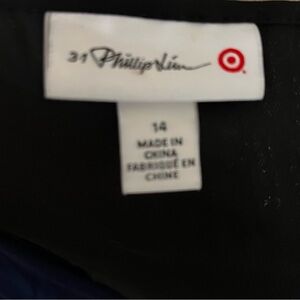 3.1 Phillip Lim
14
MADE IN
CHINA
FABRIQUÉ EN
CHINE